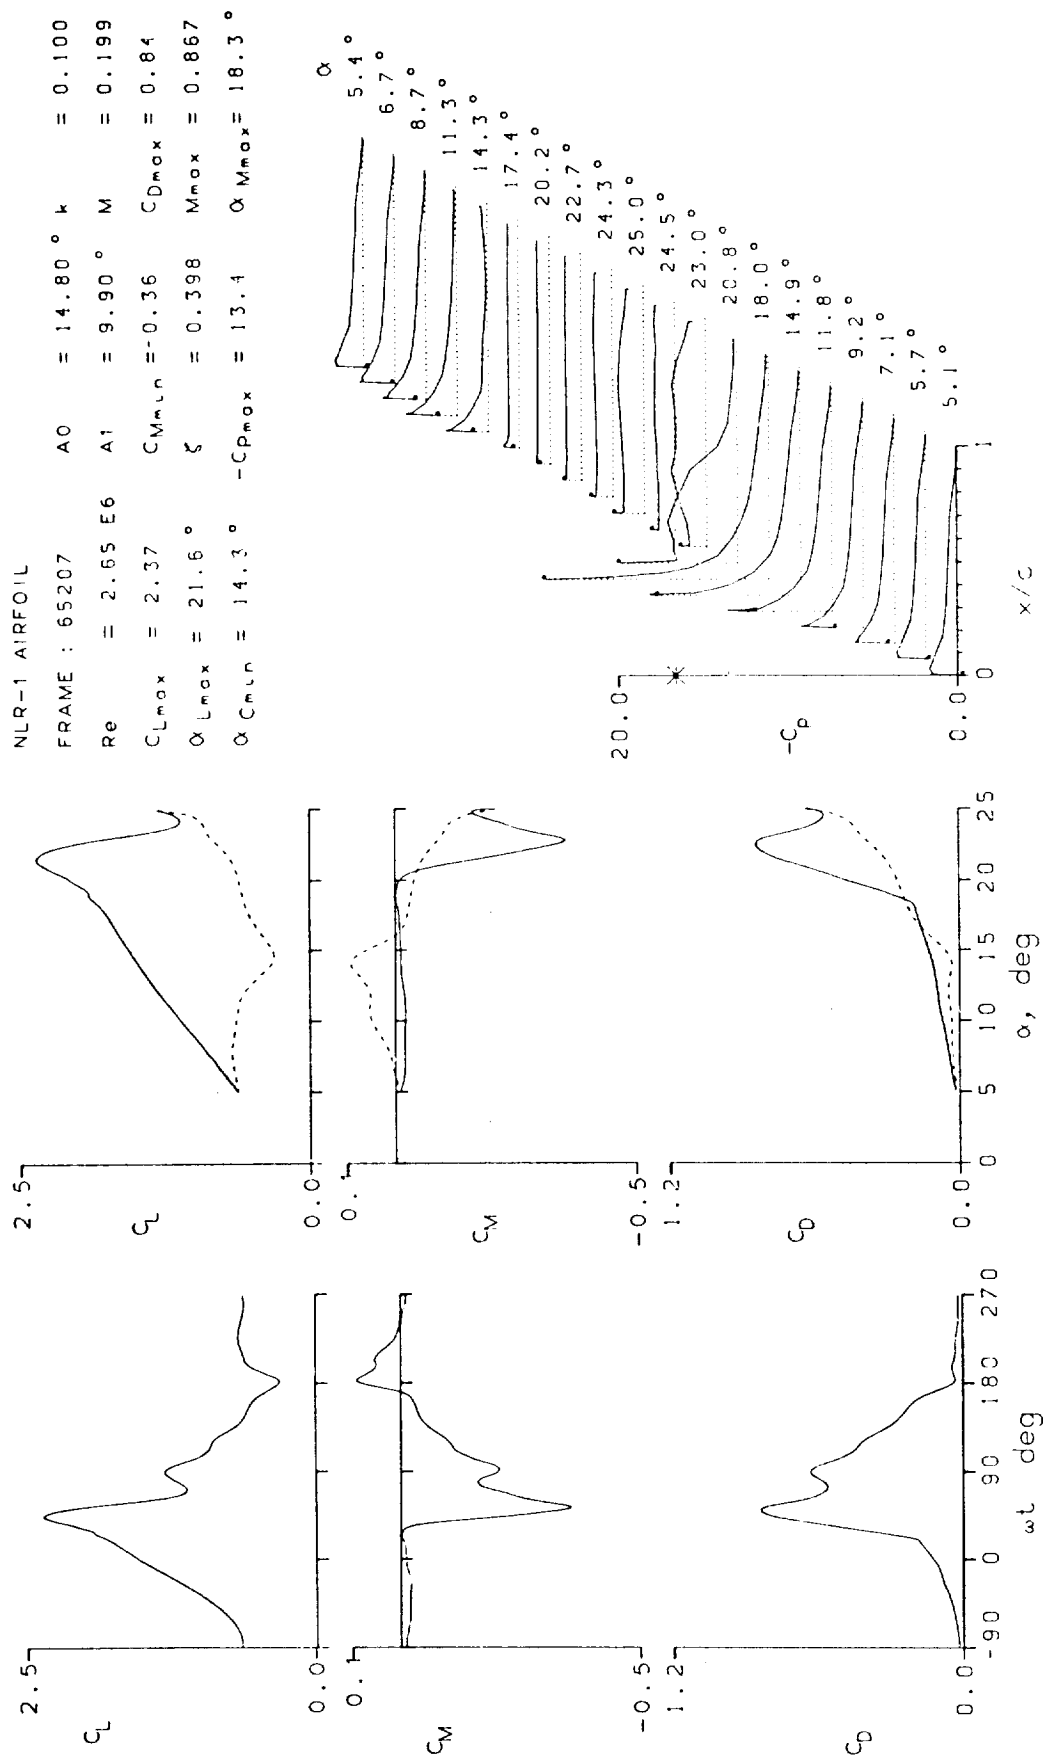 NLR-1 AIRFOIL
FRAME : 65207 A0 = 14.80° k = 0.100
Re = 2.65 E6 A1 = 9.90° M = 0.199
CLmax = 2.37 CMmin =-0.36 CDmax = 0.84
αLmax = 21.6° ζ = 0.398 Mmax = 0.867
αCmin = 14.3° -CPmax = 13.4 αMmax = 18.3°
2.5
CL
0.0
0.1
CM
-0.5
1.2
CD
0.0
-90 0 90 180 270
ωt deg
2.5
CL
0.0
0.1
CM
-0.5
1.2
CD
0.0
0 5 10 15 20 25
α, deg
20.0
-Cp
0.0
0 1
x/c
α
5.4°
6.7°
8.7°
11.3°
14.3°
17.4°
20.2°
22.7°
24.3°
25.0°
24.5°
23.0°
20.8°
18.0°
14.9°
11.8°
9.2°
7.1°
5.7°
5.1°